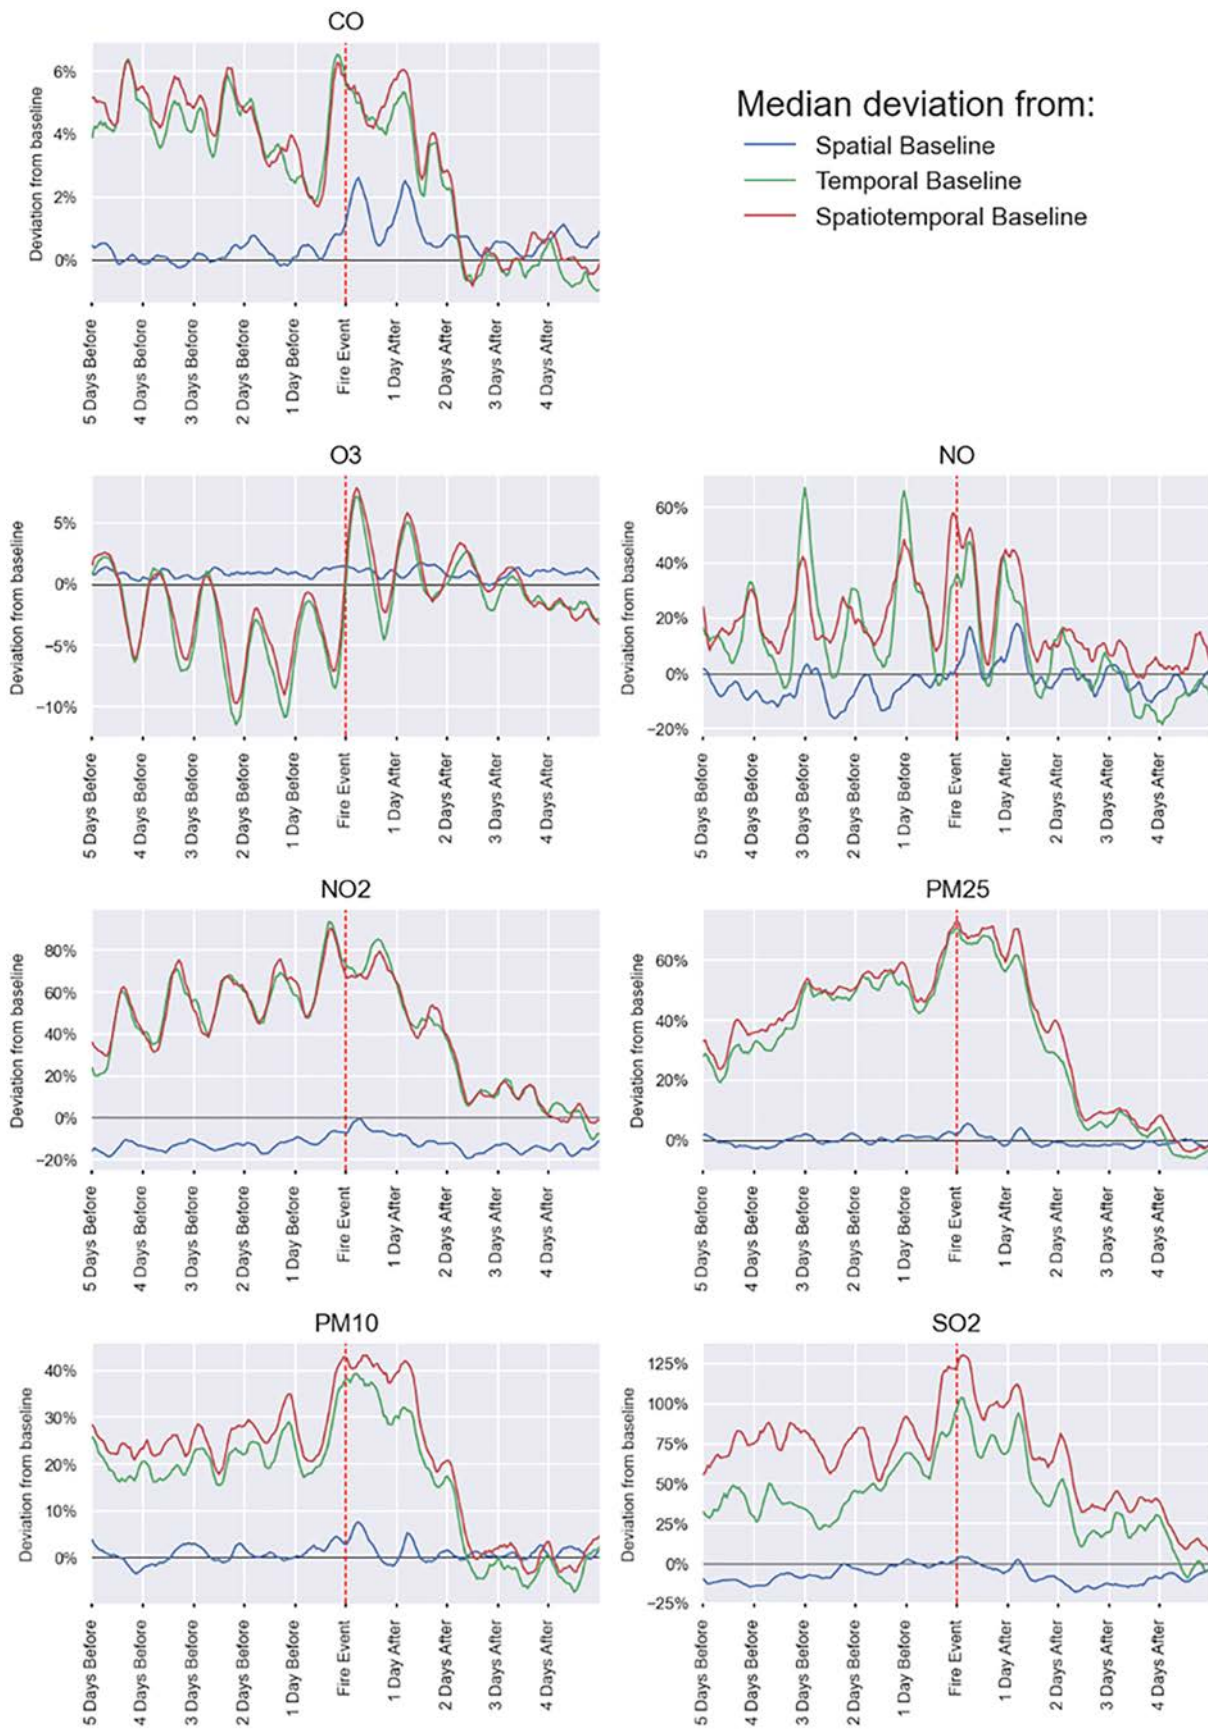 CO
Deviation from baseline
6%
4%
2%
0%
5 Days Before
4 Days Before
3 Days Before
2 Days Before
1 Day Before
Fire Event
1 Day After
2 Days After
3 Days After
4 Days After
Median deviation from:
Spatial Baseline
Temporal Baseline
Spatiotemporal Baseline
O3
Deviation from baseline
5%
0%
−5%
−10%
5 Days Before
4 Days Before
3 Days Before
2 Days Before
1 Day Before
Fire Event
1 Day After
2 Days After
3 Days After
4 Days After
NO
Deviation from baseline
60%
40%
20%
0%
−20%
5 Days Before
4 Days Before
3 Days Before
2 Days Before
1 Day Before
Fire Event
1 Day After
2 Days After
3 Days After
4 Days After
NO2
Deviation from baseline
80%
60%
40%
20%
0%
−20%
5 Days Before
4 Days Before
3 Days Before
2 Days Before
1 Day Before
Fire Event
1 Day After
2 Days After
3 Days After
4 Days After
PM25
Deviation from baseline
60%
40%
20%
0%
5 Days Before
4 Days Before
3 Days Before
2 Days Before
1 Day Before
Fire Event
1 Day After
2 Days After
3 Days After
4 Days After
PM10
Deviation from baseline
40%
30%
20%
10%
0%
5 Days Before
4 Days Before
3 Days Before
2 Days Before
1 Day Before
Fire Event
1 Day After
2 Days After
3 Days After
4 Days After
SO2
Deviation from baseline
125%
100%
75%
50%
25%
0%
−25%
5 Days Before
4 Days Before
3 Days Before
2 Days Before
1 Day Before
Fire Event
1 Day After
2 Days After
3 Days After
4 Days After